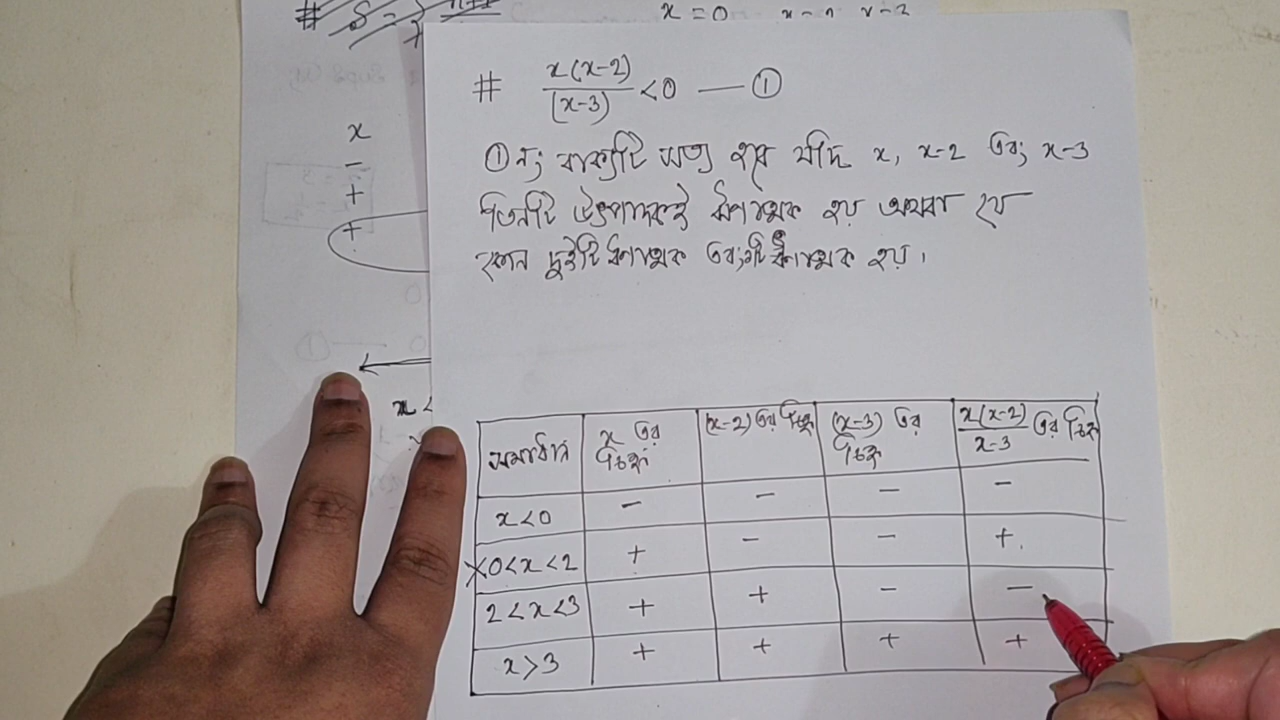 x = 0
# x(x-2)/(x-3) < 0 — ①
① নং বাক্যটি সত্য হবে যদি x, x-2 এবং x-3
তিনটি উৎপাদকই ঋণাত্মক হয় অথবা যে
কোন দুইটি ধণাত্মক এবং ১টি ঋণাত্মক হয়।
x
-
+
+
x <
সমাধান | x এর চিহ্ন | (x-2) এর চিহ্ন | (x-3) এর চিহ্ন | x(x-2)/x-3 এর চিহ্ন
x<0 | - | - | - | -
0<x<2 | + | - | - | +
2<x<3 | + | + | - | -
x>3 | + | + | + | +